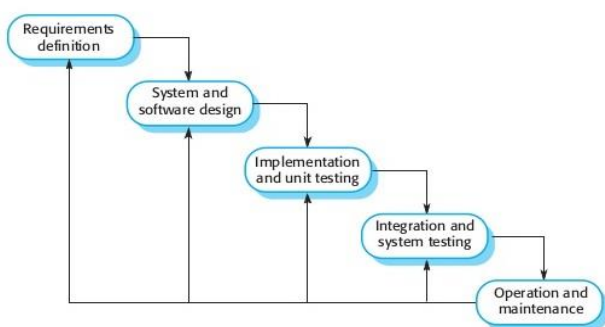 Requirements
definition
System and
software design
Implementation
and unit testing
Integration and
system testing
Operation and
maintenance